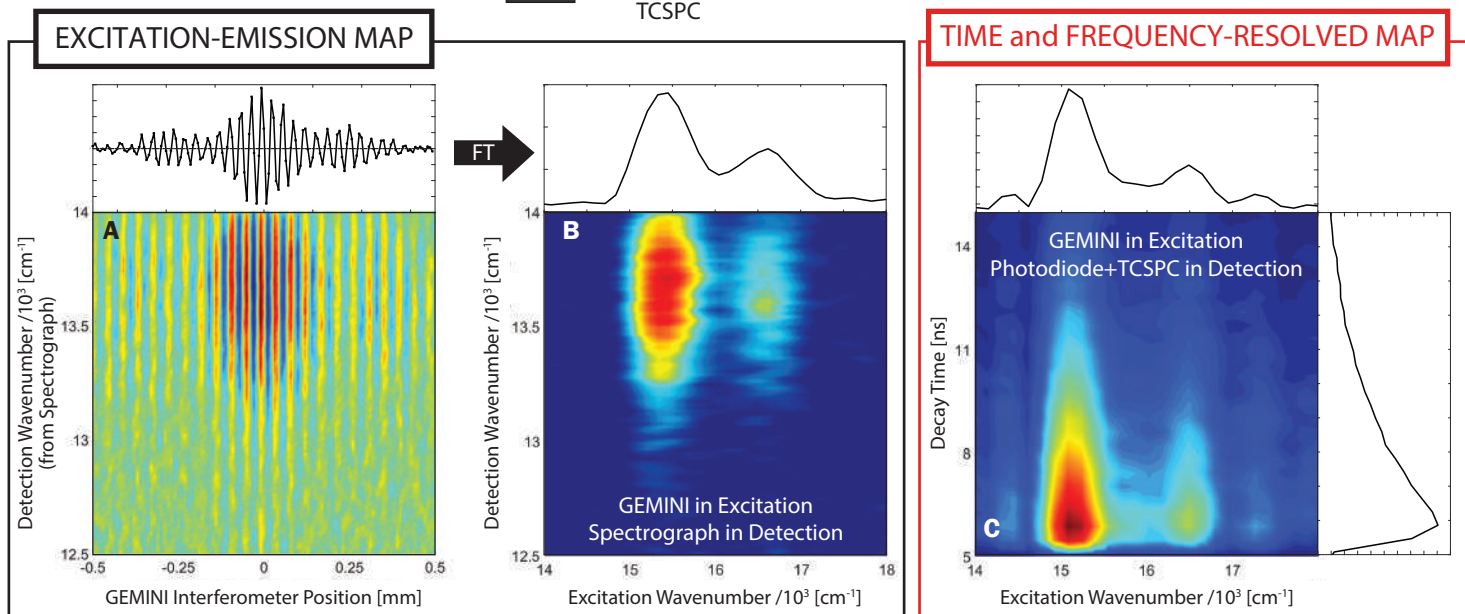 TCSPC
EXCITATION-EMISSION MAP
TIME and FREQUENCY-RESOLVED MAP
FT
A
14
13.5
13
12.5
-0.5 -0.25 0 0.25 0.5
Detection Wavenumber /10³ [cm⁻¹]
(from Spectrograph)
GEMINI Interferometer Position [mm]
B
14
13.5
13
12.5
14 15 16 17 18
Detection Wavenumber /10³ [cm⁻¹]
GEMINI in Excitation
Spectrograph in Detection
Excitation Wavenumber /10³ [cm⁻¹]
GEMINI in Excitation
Photodiode+TCSPC in Detection
14
11
8
5
C
14 15 16 17
Decay Time [ns]
Excitation Wavenumber /10³ [cm⁻¹]